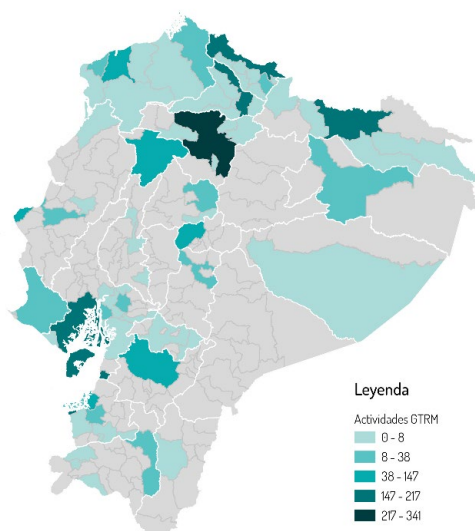 Leyenda
Actividades GTRM
0 - 8
8 - 38
38 - 147
147 - 217
217 - 341